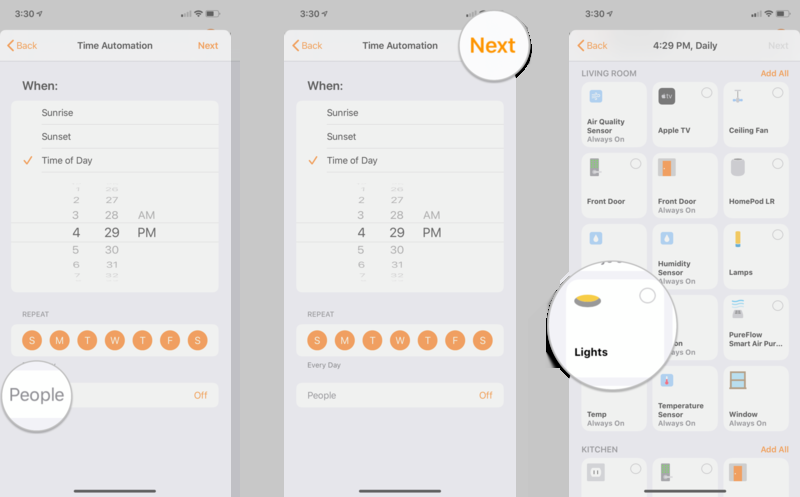 3:30
Back
Time Automation
Next
When:
Sunrise
Sunset
Time of Day
1 26
2 27
3 28 AM
4 29 PM
5 30
6 31
7 32
REPEAT
S M T W T F S
People
Off
3:30
Back
Time Automation
Next
When:
Sunrise
Sunset
Time of Day
1 26
2 27
3 28 AM
4 29 PM
5 30
6 31
7 32
REPEAT
S M T W T F S
Every Day
People
Off
3:30
Back
4:29 PM, Daily
Next
LIVING ROOM
Add All
Air Quality
Sensor
Always On
tv
Apple TV
Ceiling Fan
Front Door
Front Door
Always On
HomePod LR
Humidity
Sensor
Always On
Lamps
Lights
Always On
PureFlow
Smart Air Pur...
Temp
Always On
Temperature
Sensor
Always On
Window
Always On
KITCHEN
Add All